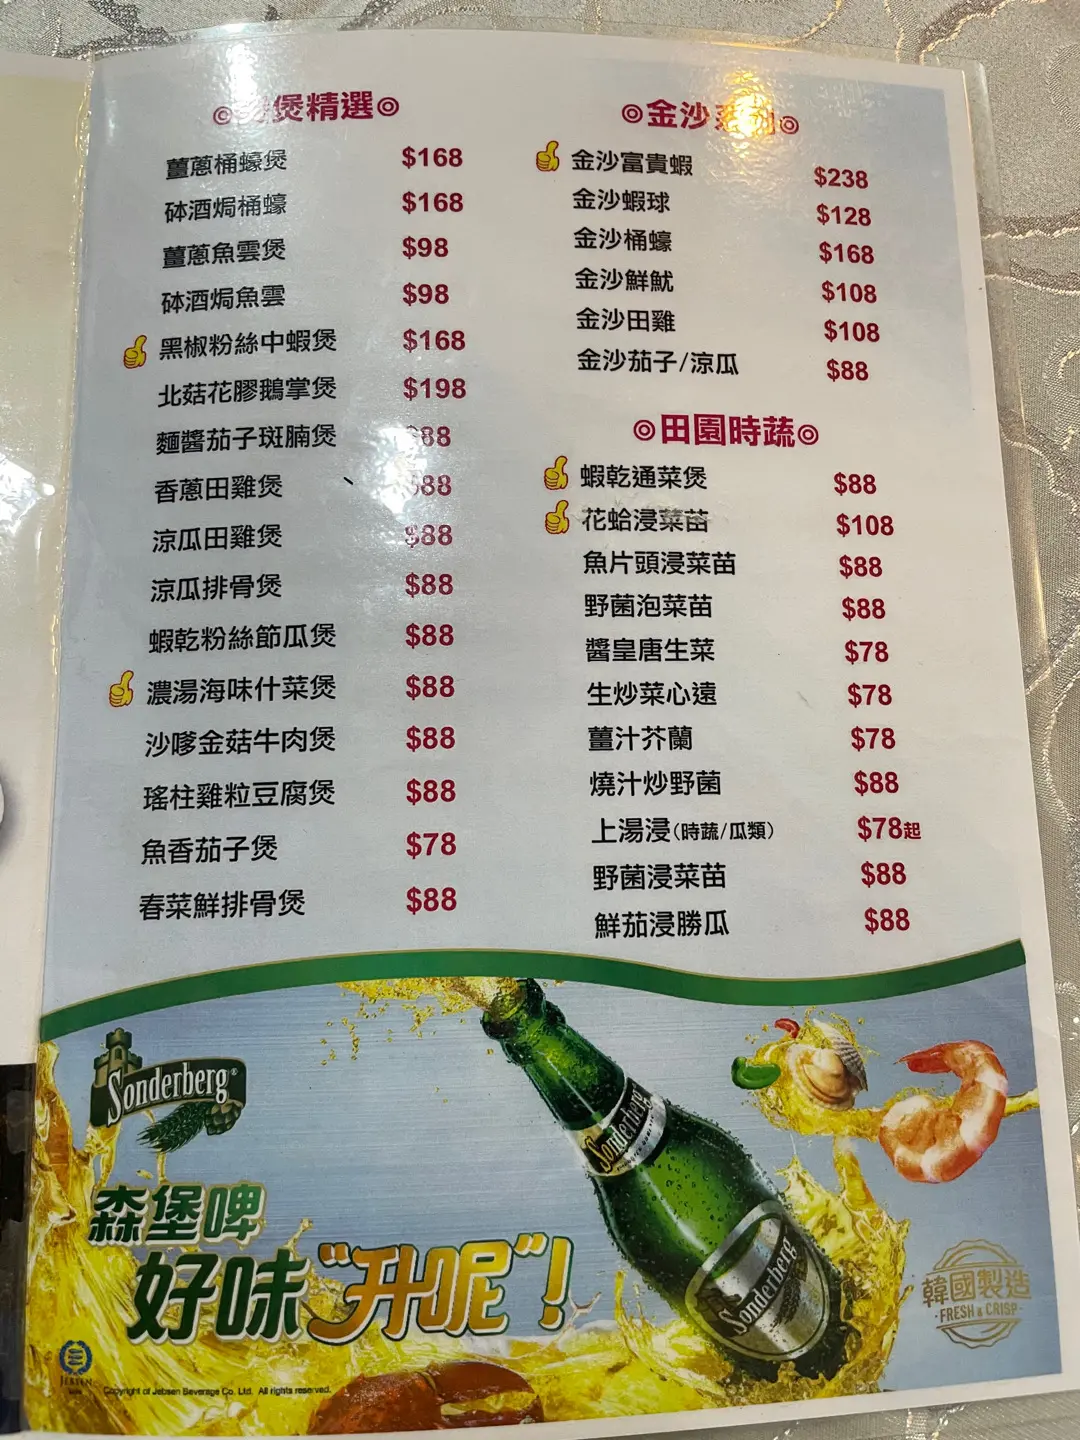 ◎煲精選◎
薑蔥桶蠔煲 $168
砵酒焗桶蠔 $168
薑蔥魚雲煲 $98
砵酒焗魚雲 $98
黑椒粉絲中蝦煲 $168
北菇花膠鵝掌煲 $198
麵醬茄子斑腩煲 $88
香蔥田雞煲 $88
涼瓜田雞煲 $88
涼瓜排骨煲 $88
蝦乾粉絲節瓜煲 $88
濃湯海味什菜煲 $88
沙嗲金菇牛肉煲 $88
瑤柱雞粒豆腐煲 $88
魚香茄子煲 $78
春菜鮮排骨煲 $88
◎金沙系列◎
金沙富貴蝦 $238
金沙蝦球 $128
金沙桶蠔 $168
金沙鮮魷 $108
金沙田雞 $108
金沙茄子/涼瓜 $88
◎田園時蔬◎
蝦乾通菜煲 $88
花蛤浸菜苗 $108
魚片頭浸菜苗 $88
野菌泡菜苗 $88
醬皇唐生菜 $78
生炒菜心遠 $78
薑汁芥蘭 $78
燒汁炒野菌 $88
上湯浸(時蔬/瓜類) $78起
野菌浸菜苗 $88
鮮茄浸勝瓜 $88
Sonderberg®
森堡啤
好味"升呢"!
Sonderberg
Sonderberg
韓國製造
·FRESH & CRISP·
JEBSEN
Copyright of Jebsen Beverage Co. Ltd. All rights reserved.